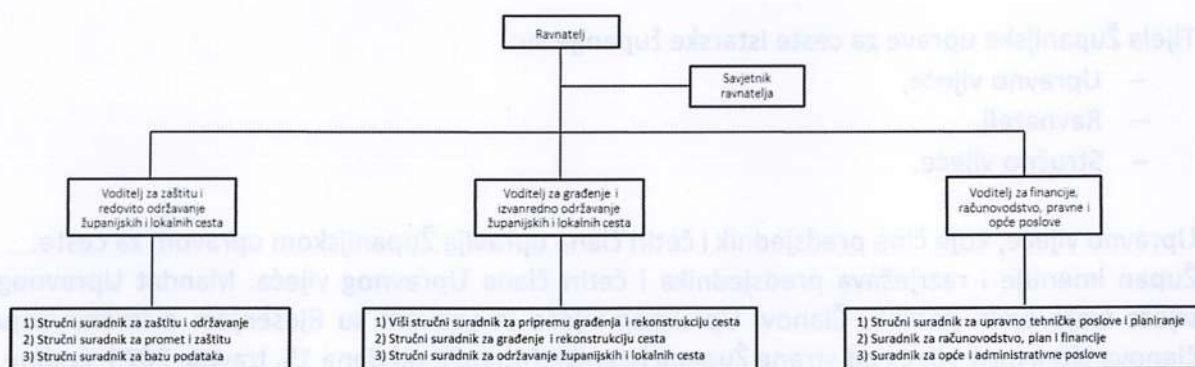 Ravnatelj
Savjetnik
ravnatelja
Voditelj za zaštitu i
redovito održavanje
županijskih i lokalnih cesta
Voditelj za građenje i
izvanredno održavanje
županijskih i lokalnih cesta
Voditelj za financije,
računovodstvo, pravne i
opće poslove
1) Stručni suradnik za zaštitu i održavanje
2) Stručni suradnik za promet i zaštitu
3) Stručni suradnik za bazu podataka
1) Viši stručni suradnik za pripremu građenja i rekonstrukciju cesta
2) Stručni suradnik za građenje i rekonstrukciju cesta
3) Stručni suradnik za održavanje županijskih i lokalnih cesta
1) Stručni suradnik za upravno tehničke poslove i strategiju
2) Suradnik za računovodstvo, plan i financije
3) Suradnik za opće i administrativne poslove
Tijela Županijske uprave za ceste Istarske županije
– Upravno vijeće,
– Ravnatelj
– Stručno vijeće.
Upravno vijeće, koje čine predsjednik i četiri člana upravlja Županijskom upravom za ceste.
Župan imenuje i razrješava predsjednika i četiri člana Upravnog vijeća. Mandat Upravnog